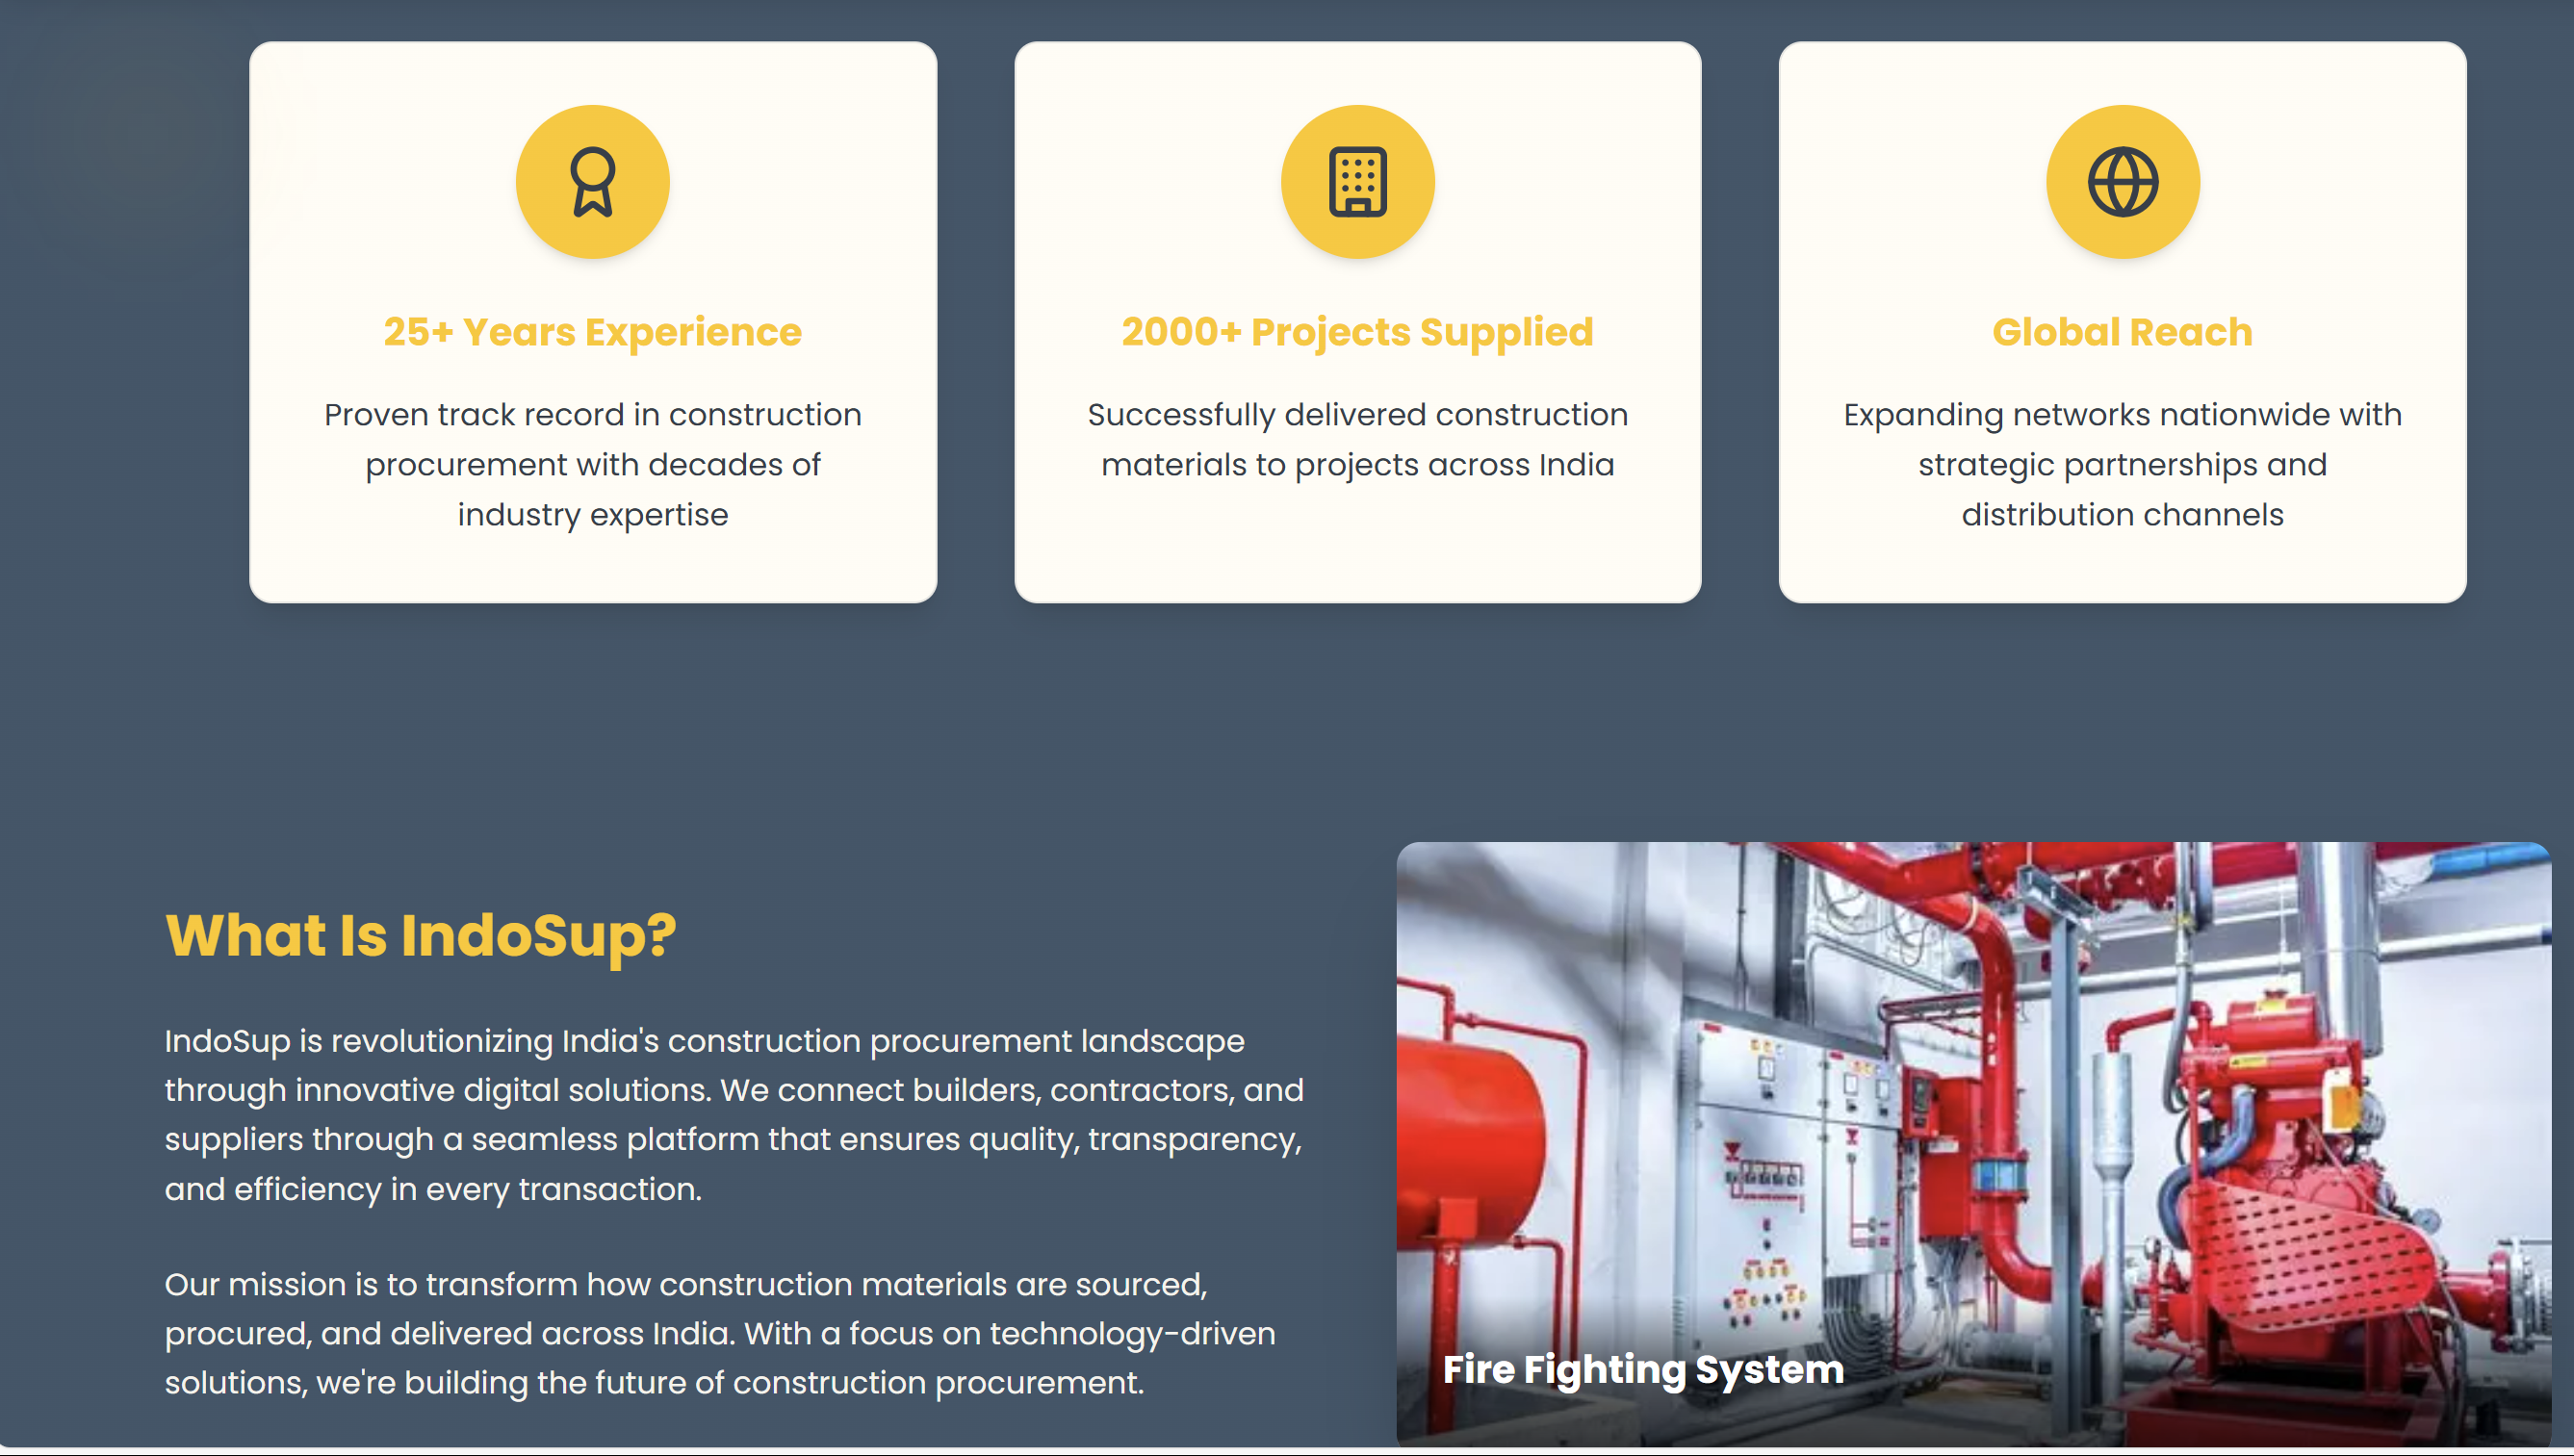 25+ Years Experience
Proven track record in construction
procurement with decades of
industry expertise
2000+ Projects Supplied
Successfully delivered construction
materials to projects across India
Global Reach
Expanding networks nationwide with
strategic partnerships and
distribution channels
What Is IndoSup?
IndoSup is revolutionizing India's construction procurement landscape
through innovative digital solutions. We connect builders, contractors, and
suppliers through a seamless platform that ensures quality, transparency,
and efficiency in every transaction.
Our mission is to transform how construction materials are sourced,
procured, and delivered across India. With a focus on technology-driven
solutions, we're building the future of construction procurement.
Fire Fighting System